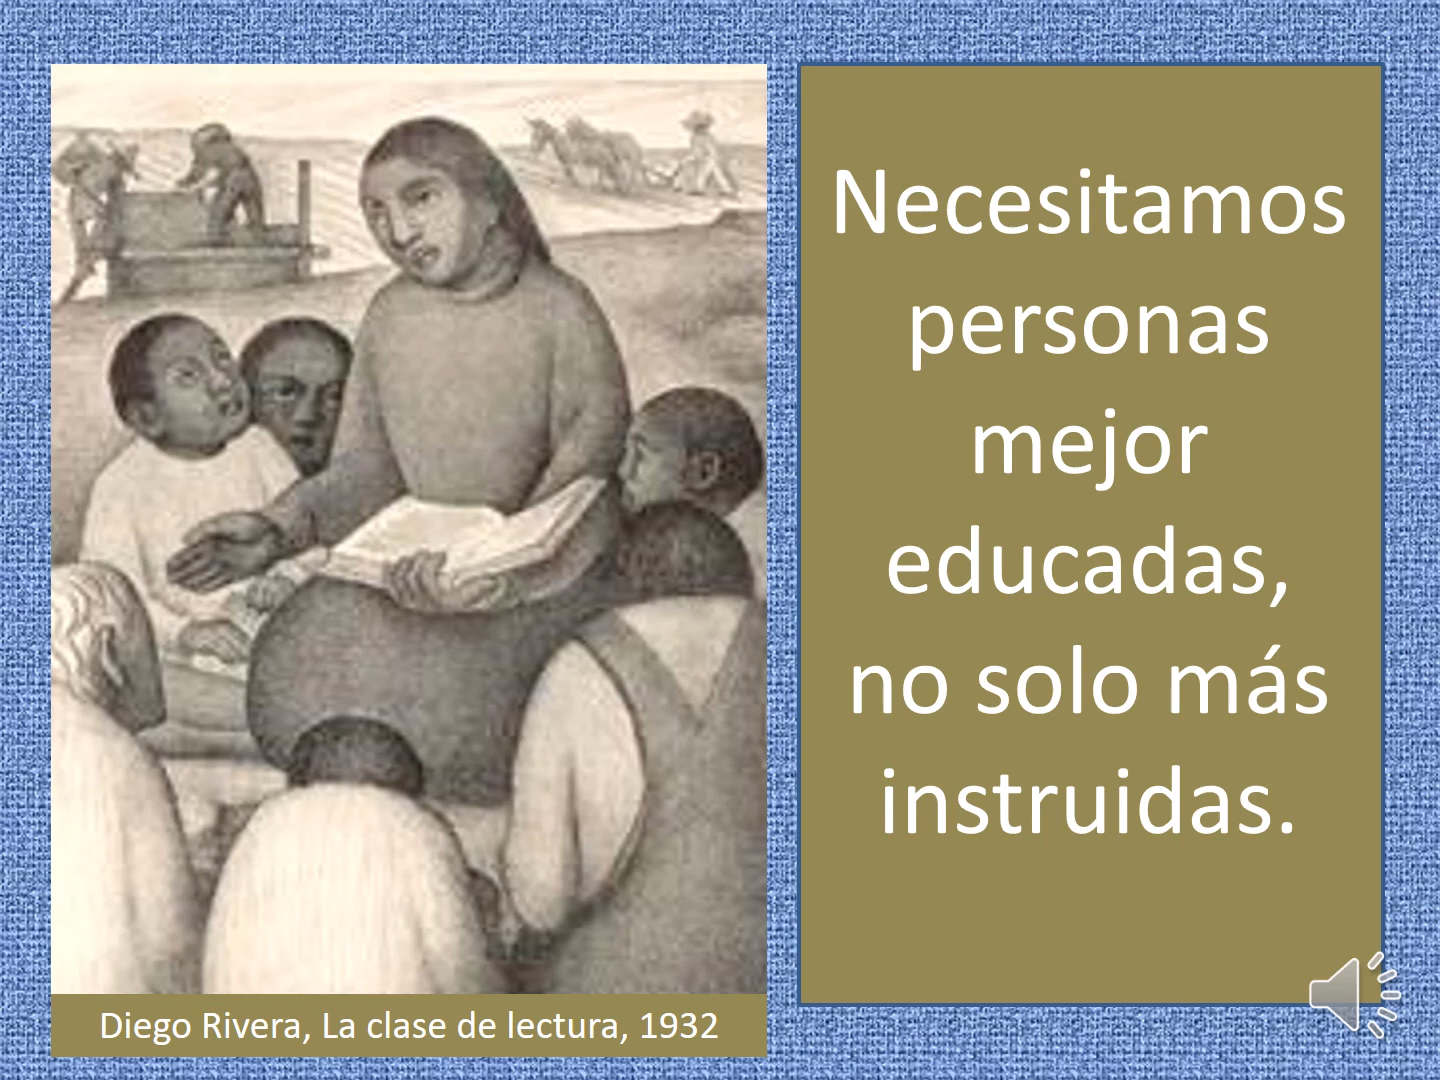 Necesitamos
personas
mejor
educadas,
no solo más
instruidas.
Diego Rivera, La clase de lectura, 1932